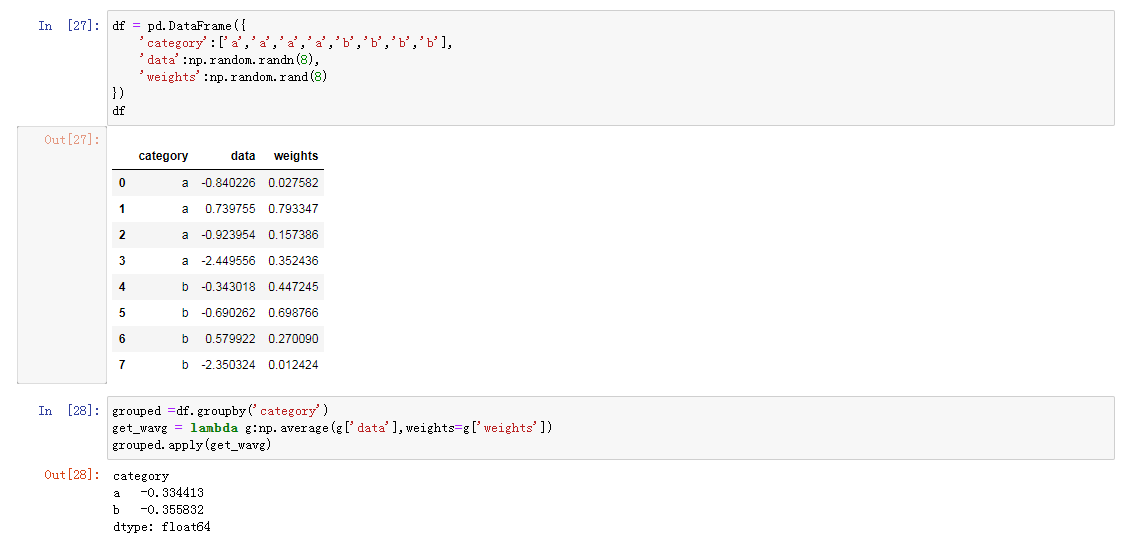 In [27]: df = pd.DataFrame({
'category':['a','a','a','a','b','b','b','b'],
'data':np.random.randn(8),
'weights':np.random.rand(8)
})
df
Out[27]:
category data weights
0 a -0.840226 0.027582
1 a 0.739755 0.793347
2 a -0.923954 0.157386
3 a -2.449556 0.352436
4 b -0.343018 0.447245
5 b -0.690262 0.698766
6 b 0.579922 0.270090
7 b -2.350324 0.012424
In [28]: grouped =df.groupby('category')
get_wavg = lambda g:np.average(g['data'],weights=g['weights'])
grouped.apply(get_wavg)
Out[28]: category
a -0.334413
b -0.355832
dtype: float64